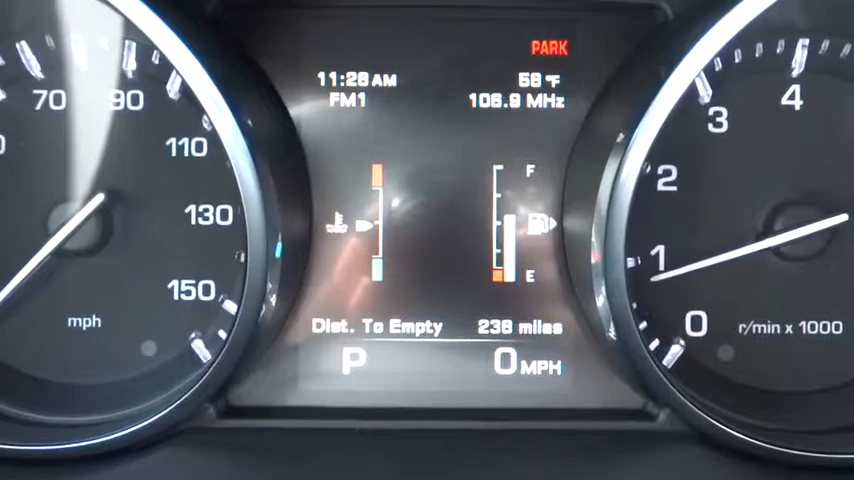 PARK
11:28 AM 58 °F
FM1 106.9 MHz
70 90 110 130 150
mph
F
E
Dist. To Empty 238 miles
P 0 MPH
0 1 2 3 4
r/min x 1000